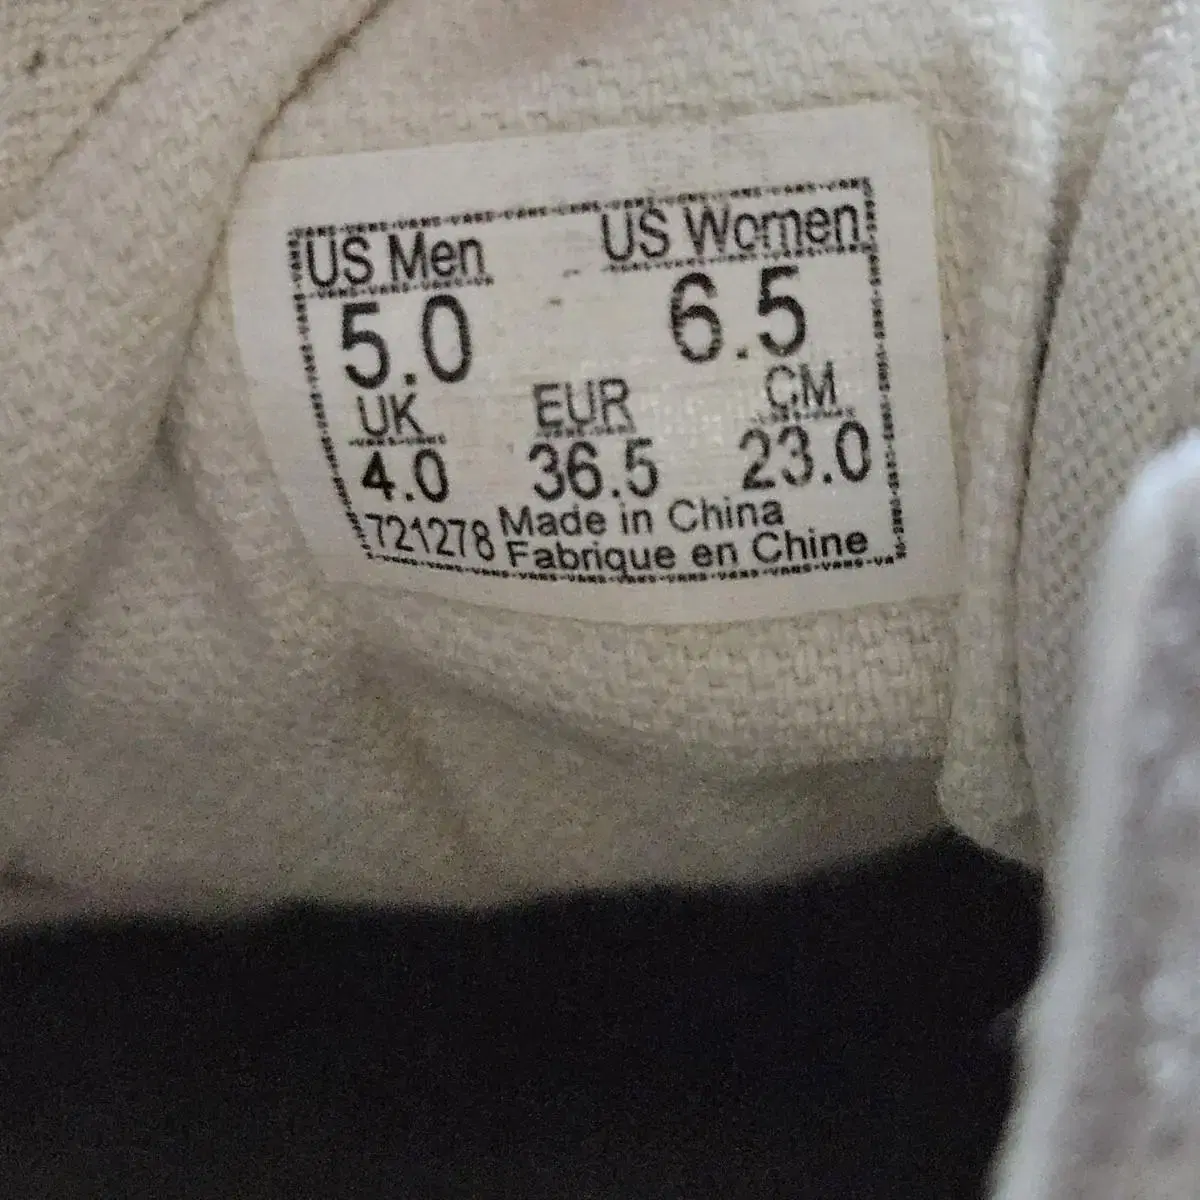 US Men US Women
5.0 6.5
UK EUR CM
4.0 36.5 23.0
721278 Made in China
Fabrique en Chine